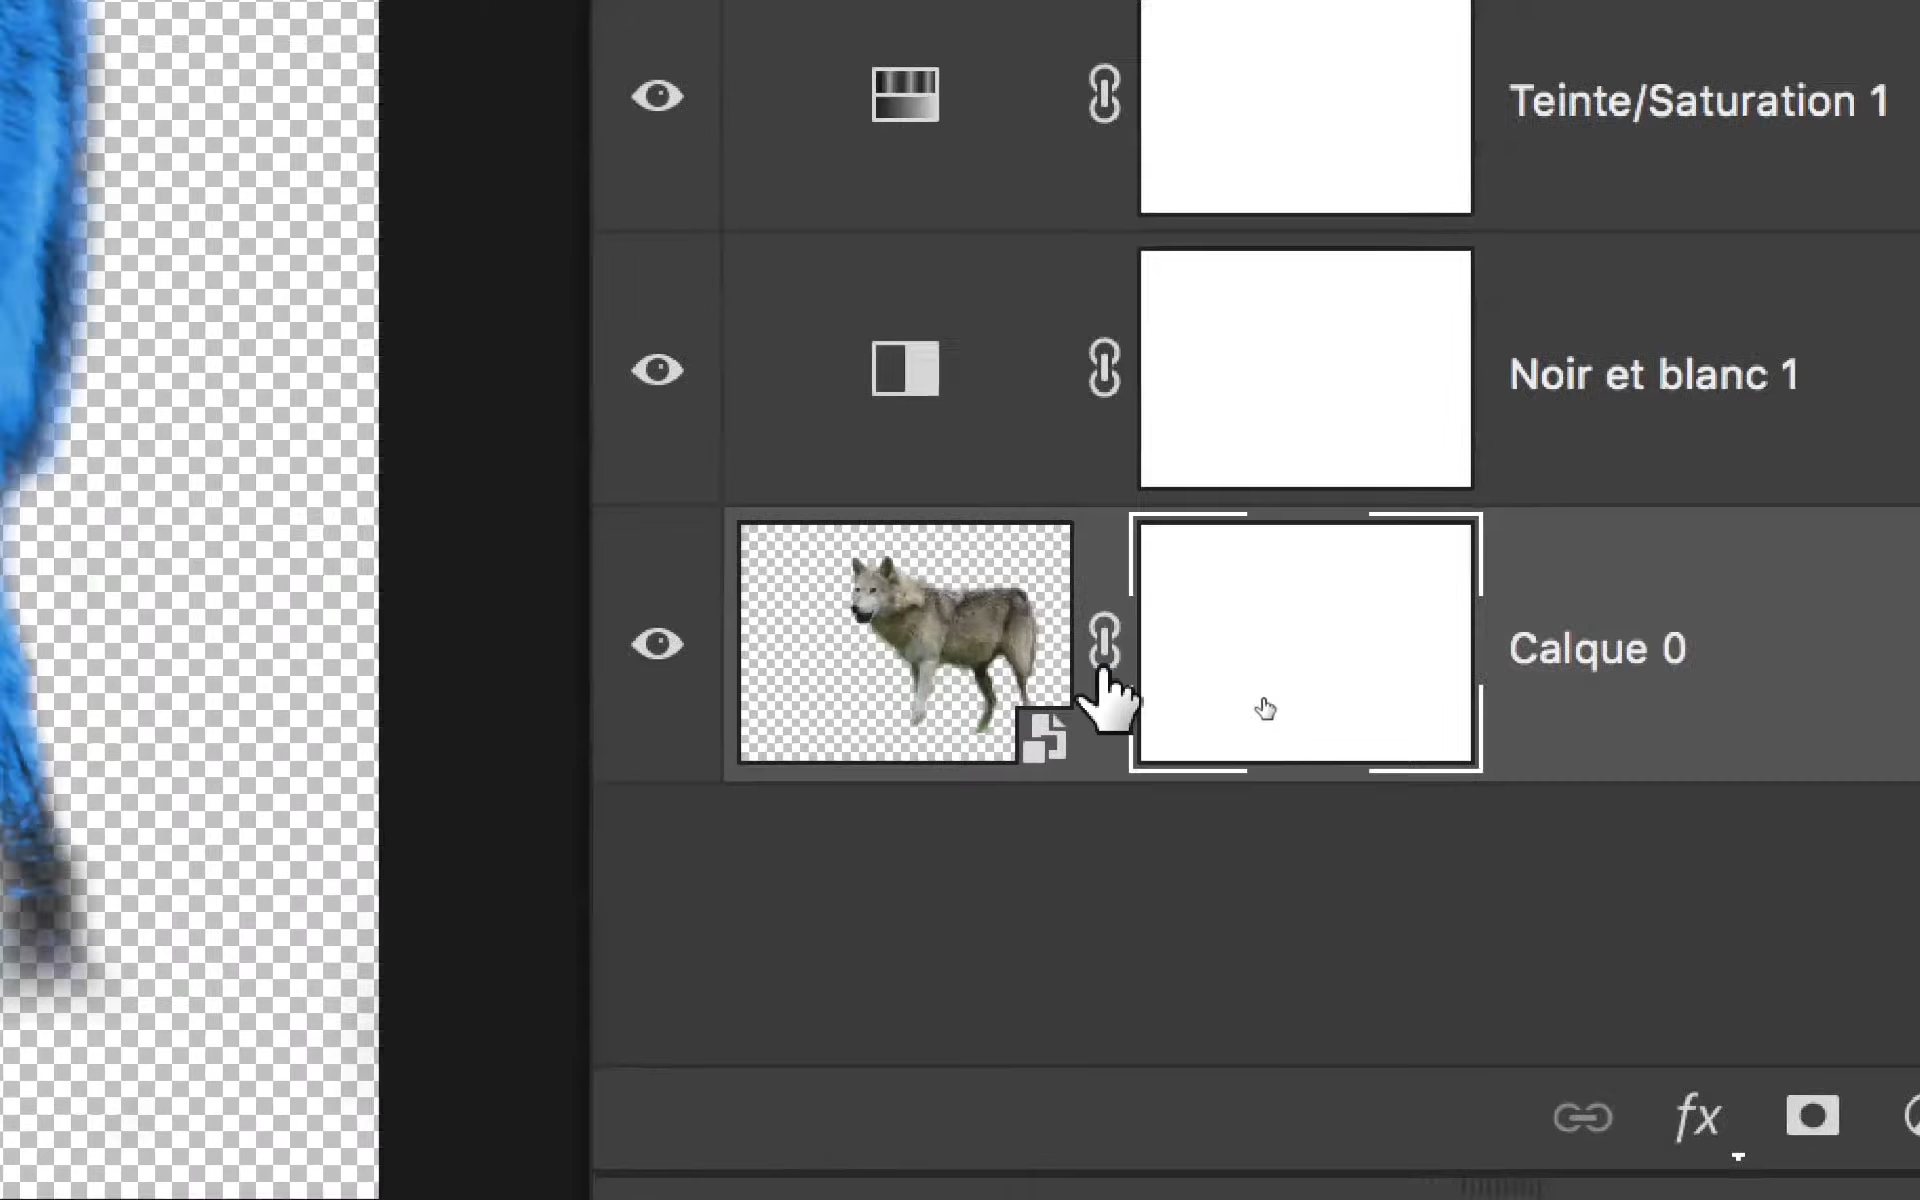 Teinte/Saturation 1
Noir et blanc 1
Calque 0
fx